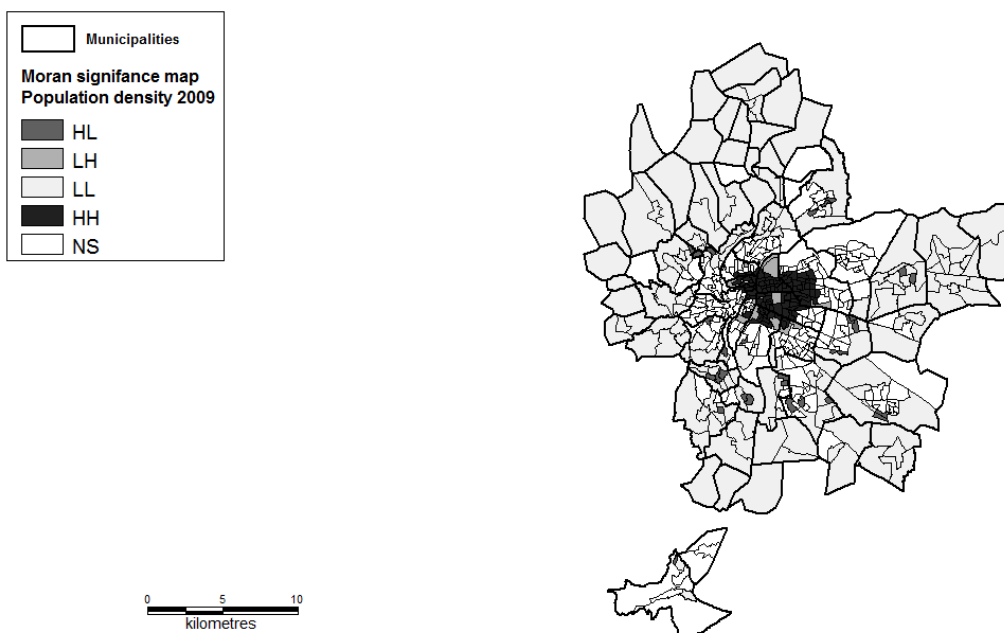 Municipalities
Moran signifance map
Population density 2009
HL
LH
LL
HH
NS
0 5 10
kilometres